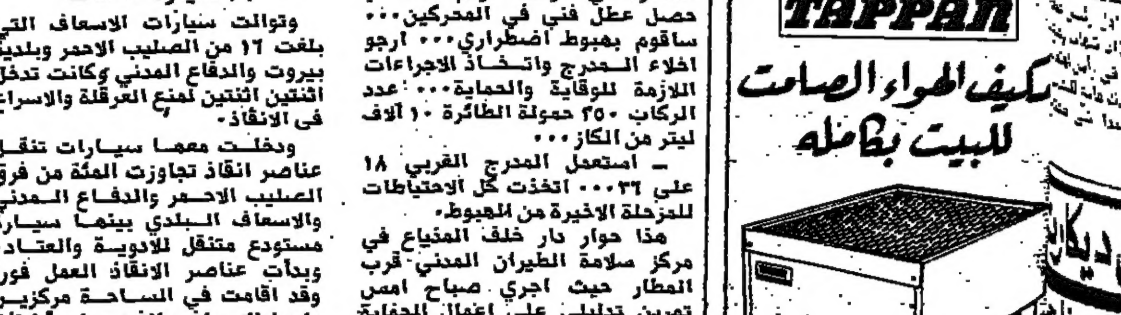 حصل عطل فني في المحركين ...
ساقوم بهبوط اضطراري ... ارجو
اخلاء المدرج واتخاذ الاجراءات
اللازمة للوقاية والحماية ... عدد
الركاب ٢٥٠ حمولة الطائرة ١٠ آلاف
ليتر من الكاز ...
ـ استعمل المدرج الغربي ١٨
على ٣٦ ... اتخذت كل الاحتياطات
للمرحلة الاخيرة من الهبوط.
هذا حوار دار خلف المذياع في
مركز سلامة الطيران المدني قرب
المطار حيث اجري صباح امس
تمرين تدليلي على اعمال الحماية
وتوالت سيارات الاسعاف التي
بلغت ١٦ من الصليب الاحمر وبلدية
بيروت والدفاع المدني وكانت تدخل
اثنتين اثنتين لمنع العرقلة والاسراع
في الانقاذ.
ودخلت معها سيارات تنقل
عناصر انقاذ تجاوزت المئة من فرق
الصليب الاحمر والدفاع المدني
والاسعاف البلدي بينها سيارة
مستودع متنقل للادوية والعتاد.
وبدأت عناصر الانقاذ العمل فورا
وقد اقامت في الساحة مركزين
TAPPAN
مكيف الهواء الصامت
للبيت بكامله